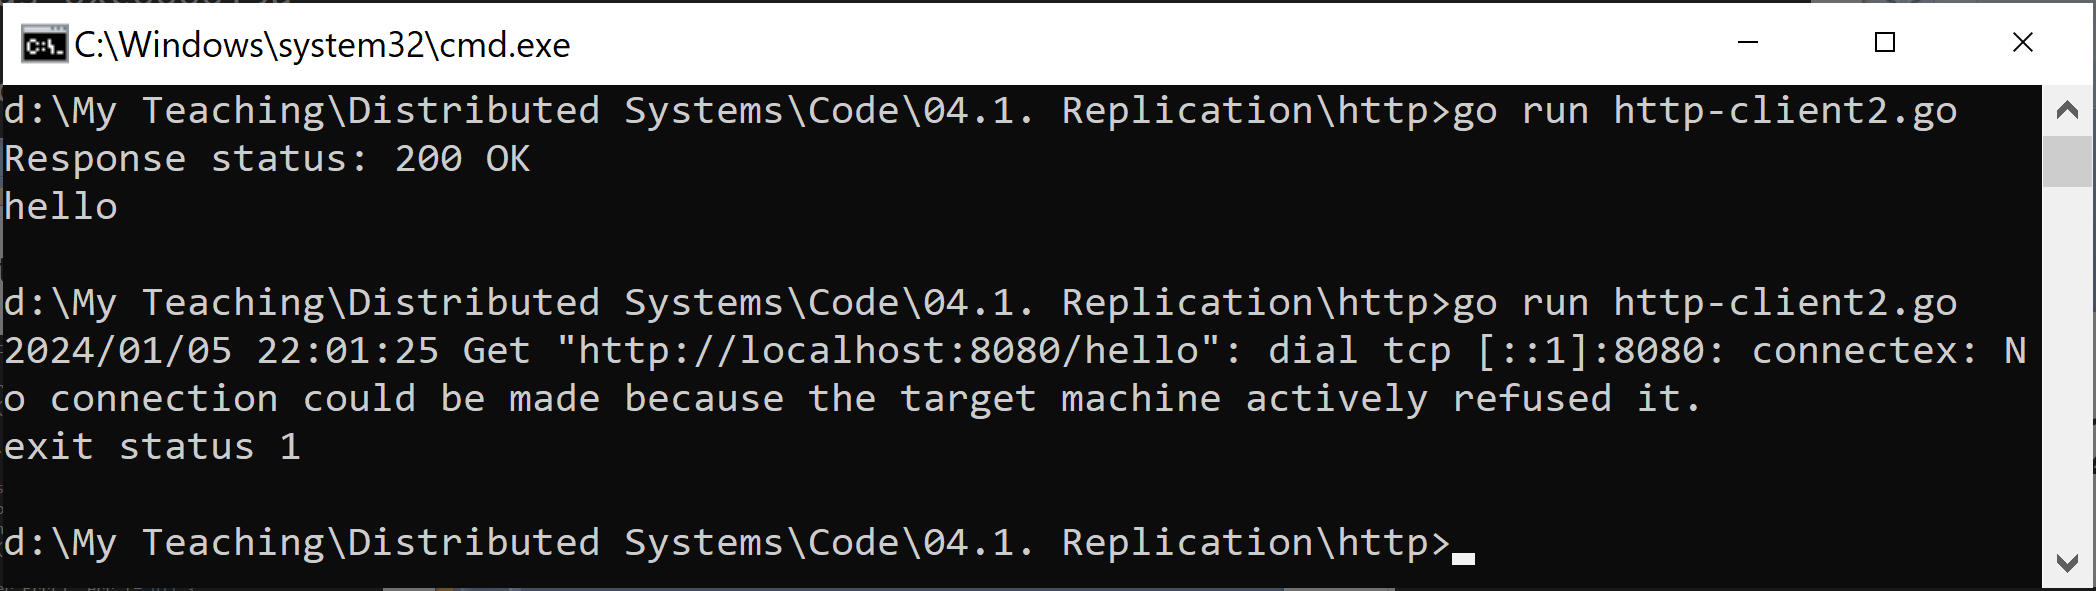 C:\Windows\system32\cmd.exe
d:\My Teaching\Distributed Systems\Code\04.1. Replication\http>go run http-client2.go
Response status: 200 OK
hello
d:\My Teaching\Distributed Systems\Code\04.1. Replication\http>go run http-client2.go
2024/01/05 22:01:25 Get "http://localhost:8080/hello": dial tcp [::1]:8080: connectex: N
o connection could be made because the target machine actively refused it.
exit status 1
d:\My Teaching\Distributed Systems\Code\04.1. Replication\http>